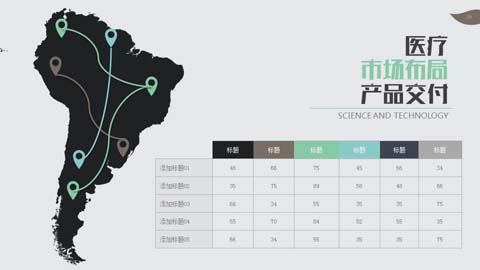 医疗
市场布局
产品交付
SCIENCE AND TECHNOLOGY
标题 标题 标题 标题 标题 标题
添加标题01 48 66 75 45 66 34
添加标题02 35 75 89 58 48 66
添加标题03 66 34 55 35 35 75
添加标题04 55 70 84 52 55 35
添加标题05 66 34 55 35 35 75